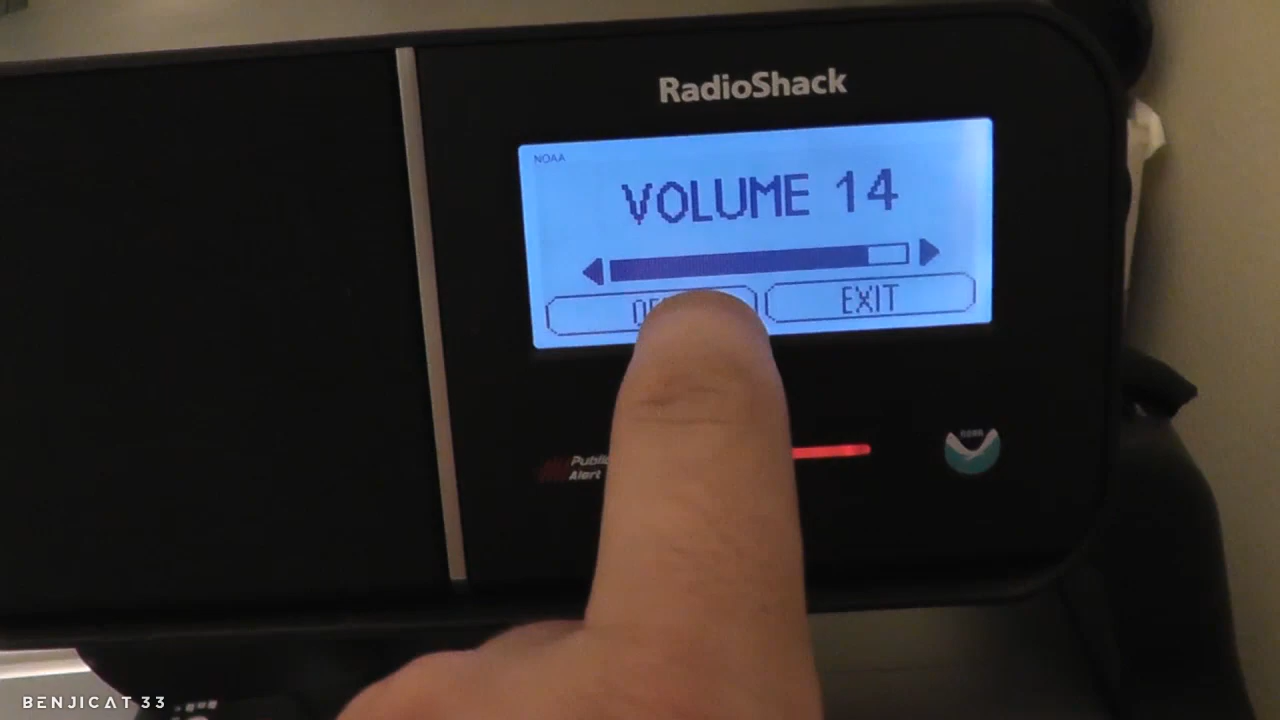 RadioShack
NOAA
VOLUME 14
EXIT
Public
Alert
BENJICAT 33